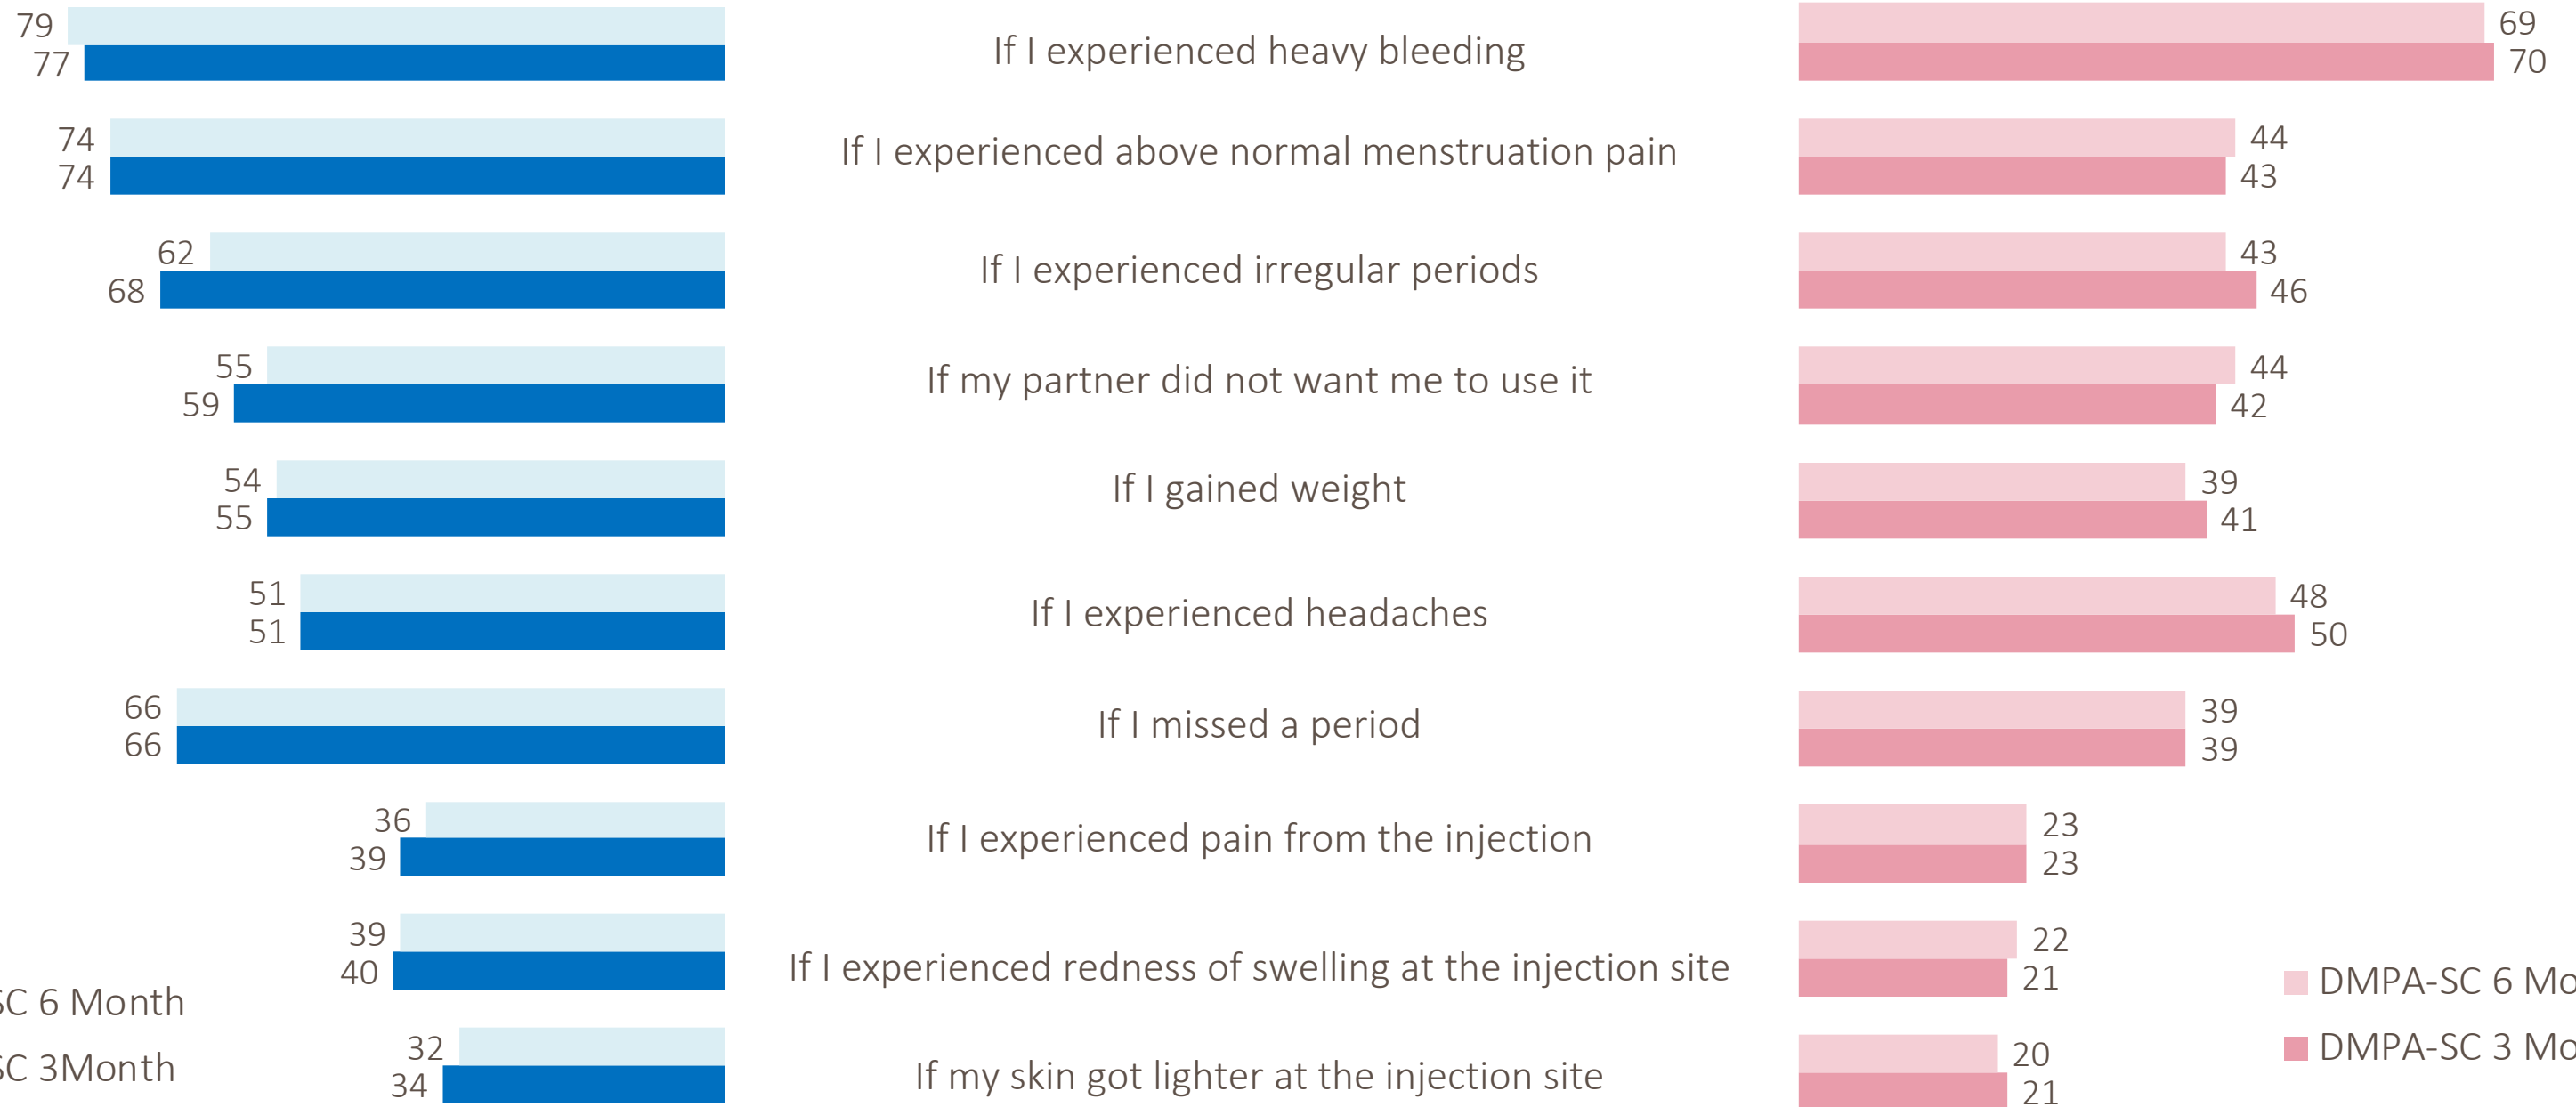 79 If I experienced heavy bleeding 69
77 70
74 If I experienced above normal menstruation pain 44
74 43
62 If I experienced irregular periods 43
68 46
55 If my partner did not want me to use it 44
59 42
54 If I gained weight 39
55 41
51 If I experienced headaches 48
51 50
66 If I missed a period 39
66 39
36 If I experienced pain from the injection 23
39 23
39 If I experienced redness of swelling at the injection site 22
40 21
SC 6 Month DMPA-SC 6 Mo
32 If my skin got lighter at the injection site 20
34 21
SC 3Month DMPA-SC 3 Mo